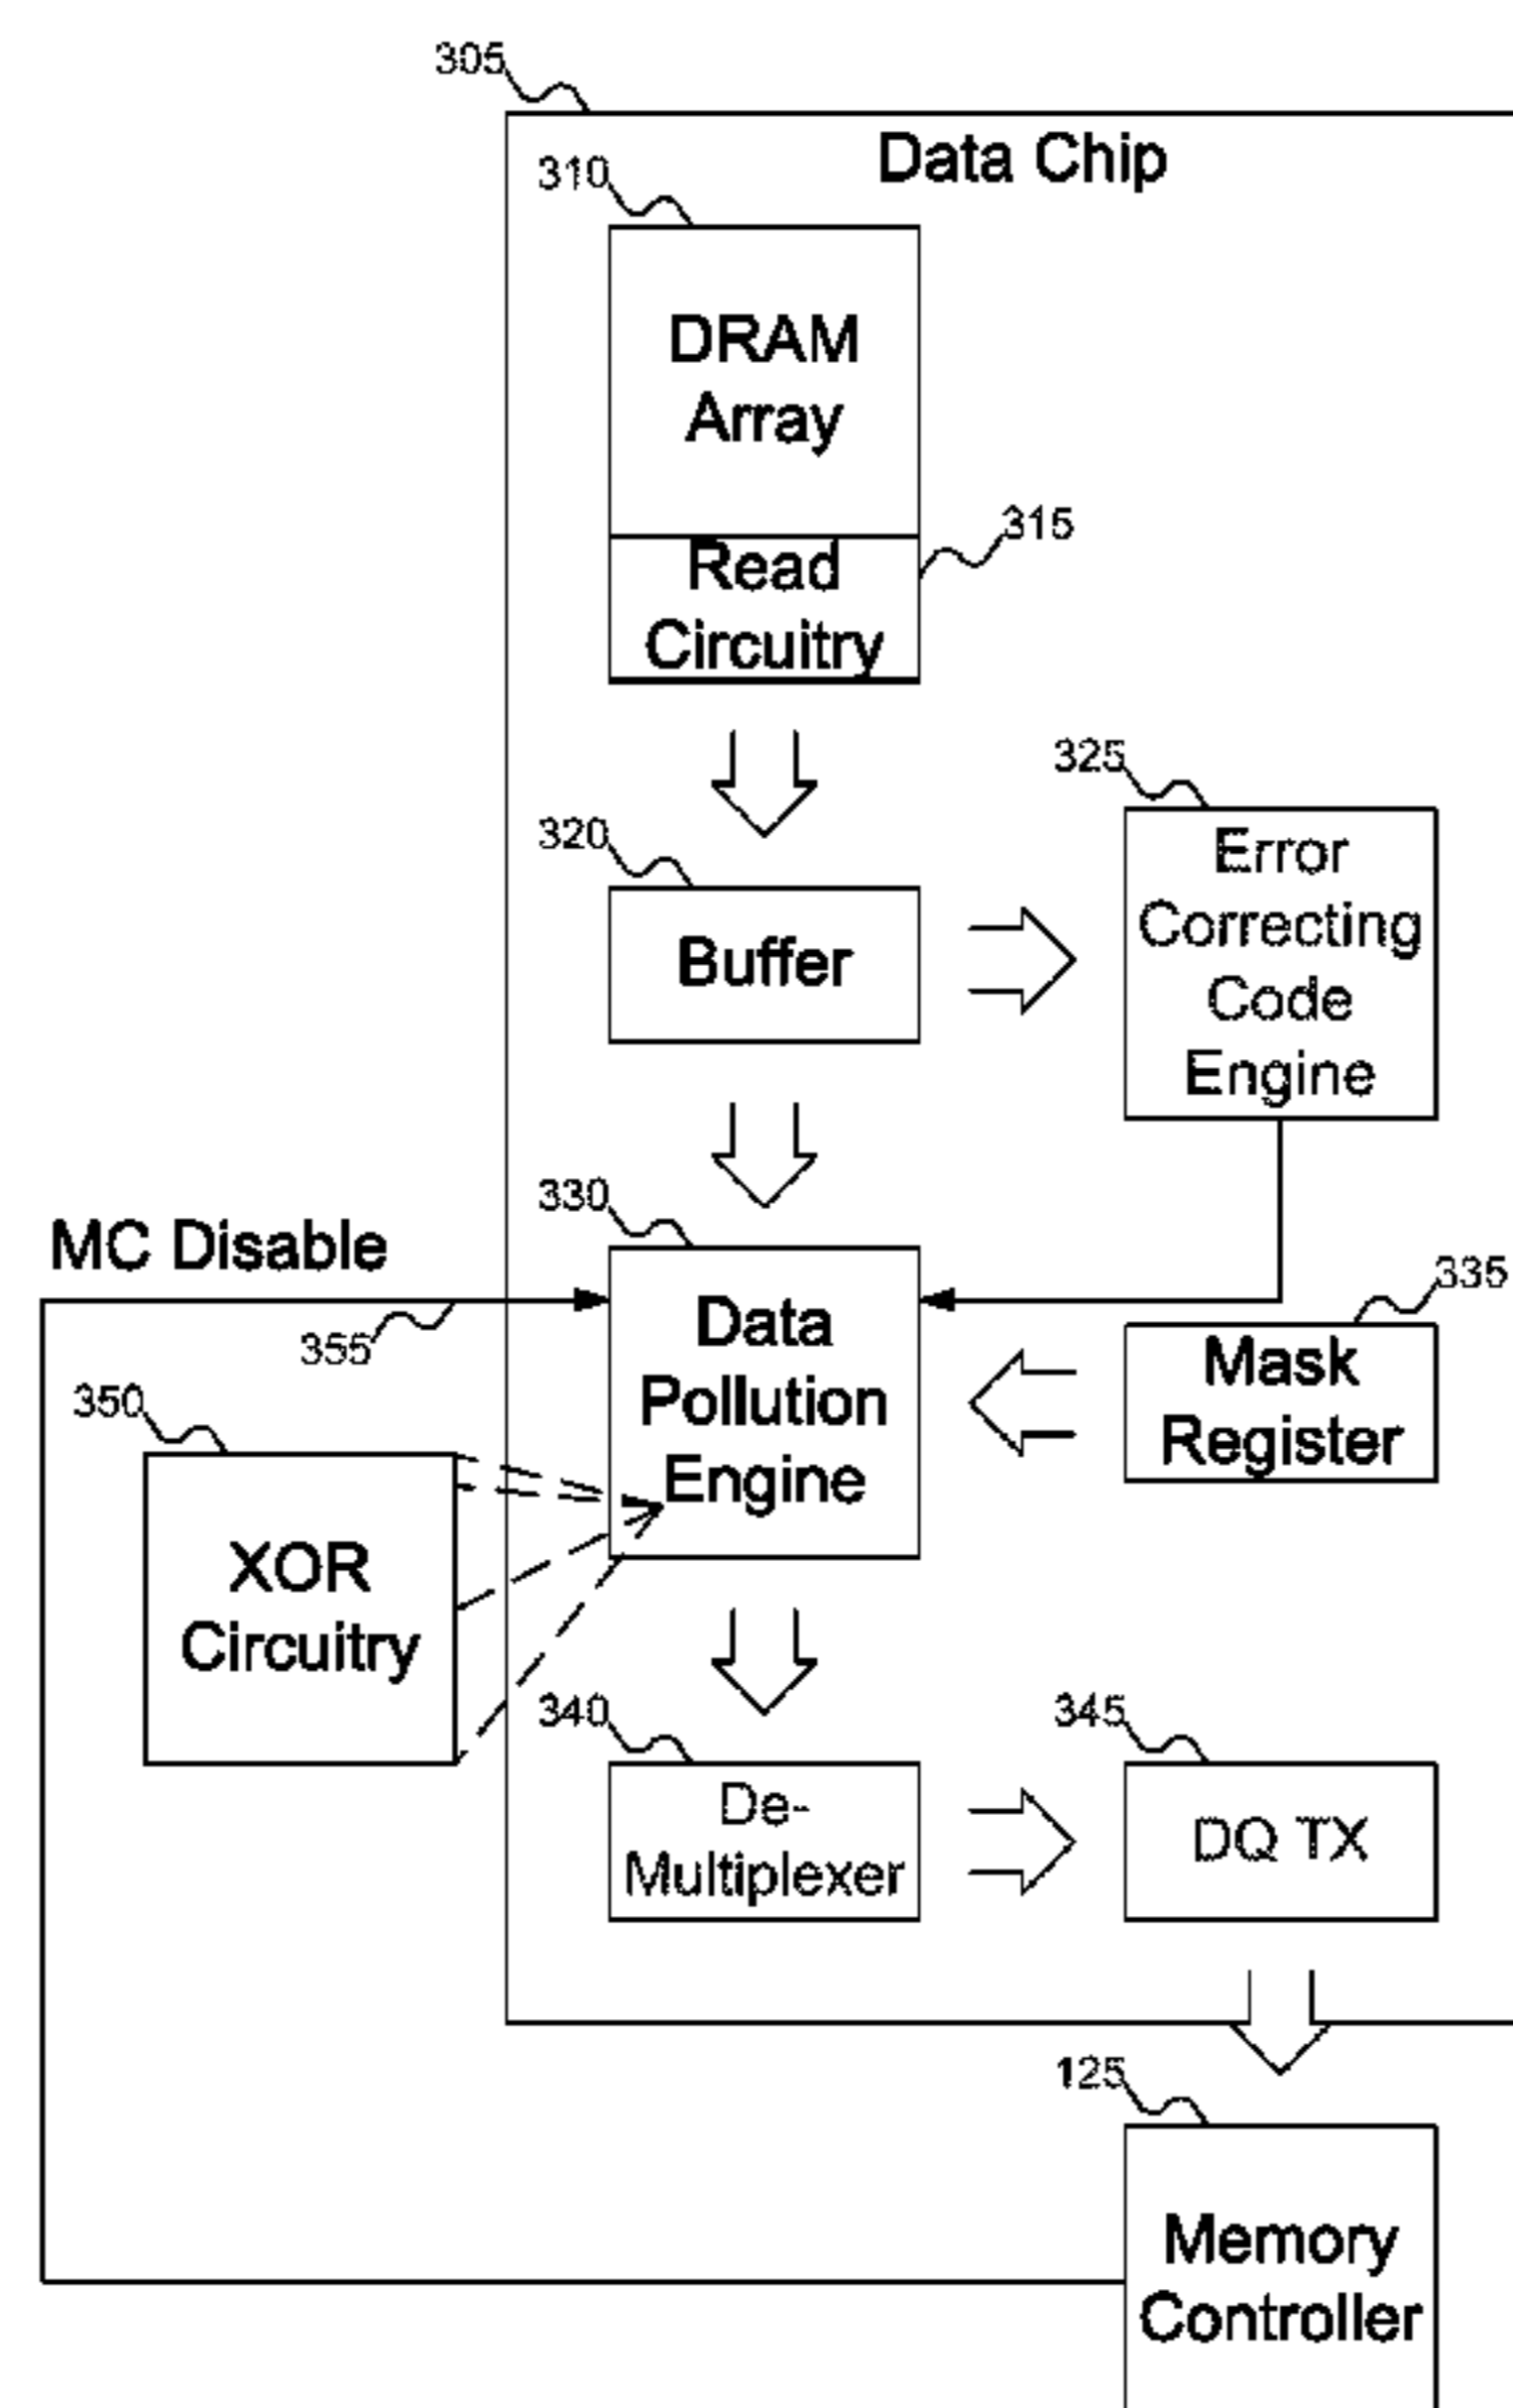 305
Data Chip
310
DRAM
Array
315
Read
Circuitry
325
320
Error
Correcting
Code
Engine
Buffer
330
MC Disable
335
355
Data
Pollution
Engine
Mask
Register
350
XOR
Circuitry
340
345
De-
Multiplexer
DQ TX
125
Memory
Controller